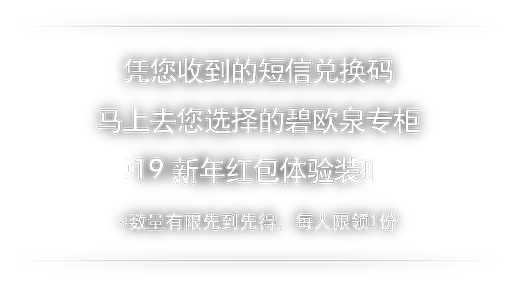 凭您收到的短信兑换码
马上去您选择的碧欧泉专柜
19 新年红包体验装
*数量有限先到先得，每人限领1份